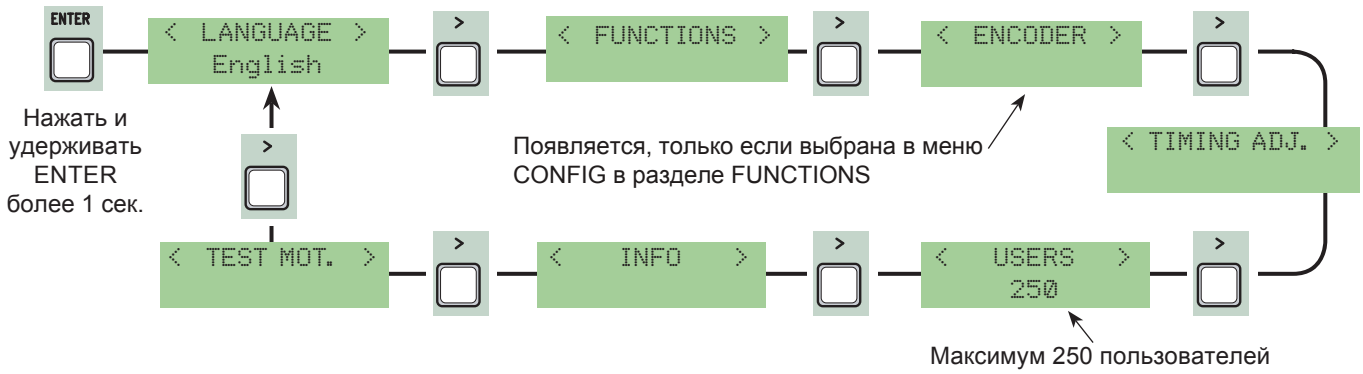 ENTER
< LANGUAGE >
English
>
< FUNCTIONS >
>
< ENCODER >
>
Нажать и
удерживать
ENTER
более 1 сек.
>
Появляется, только если выбрана в меню
CONFIG в разделе FUNCTIONS
< TIMING ADJ. >
< TEST MOT. >
>
< INFO >
>
< USERS >
250
>
Максимум 250 пользователей